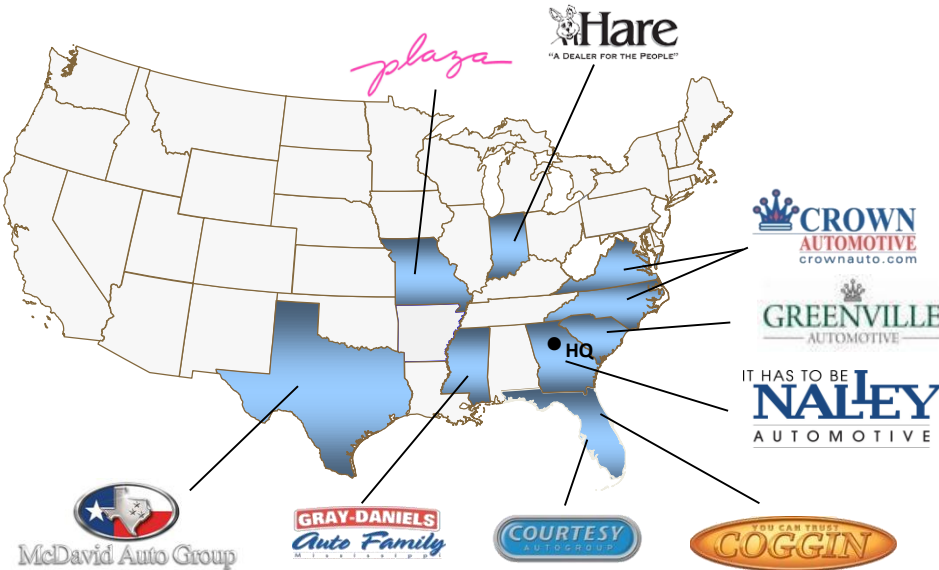 plaza
Hare
"A DEALER FOR THE PEOPLE"
CROWN
AUTOMOTIVE
crownauto.com
GREENVILLE
AUTOMOTIVE
HQ
IT HAS TO BE
NALLEY
AUTOMOTIVE
McDavid Auto Group
GRAY-DANIELS
Auto Family
Mississippi
COURTESY
AUTOGROUP
YOU CAN TRUST
COGGIN